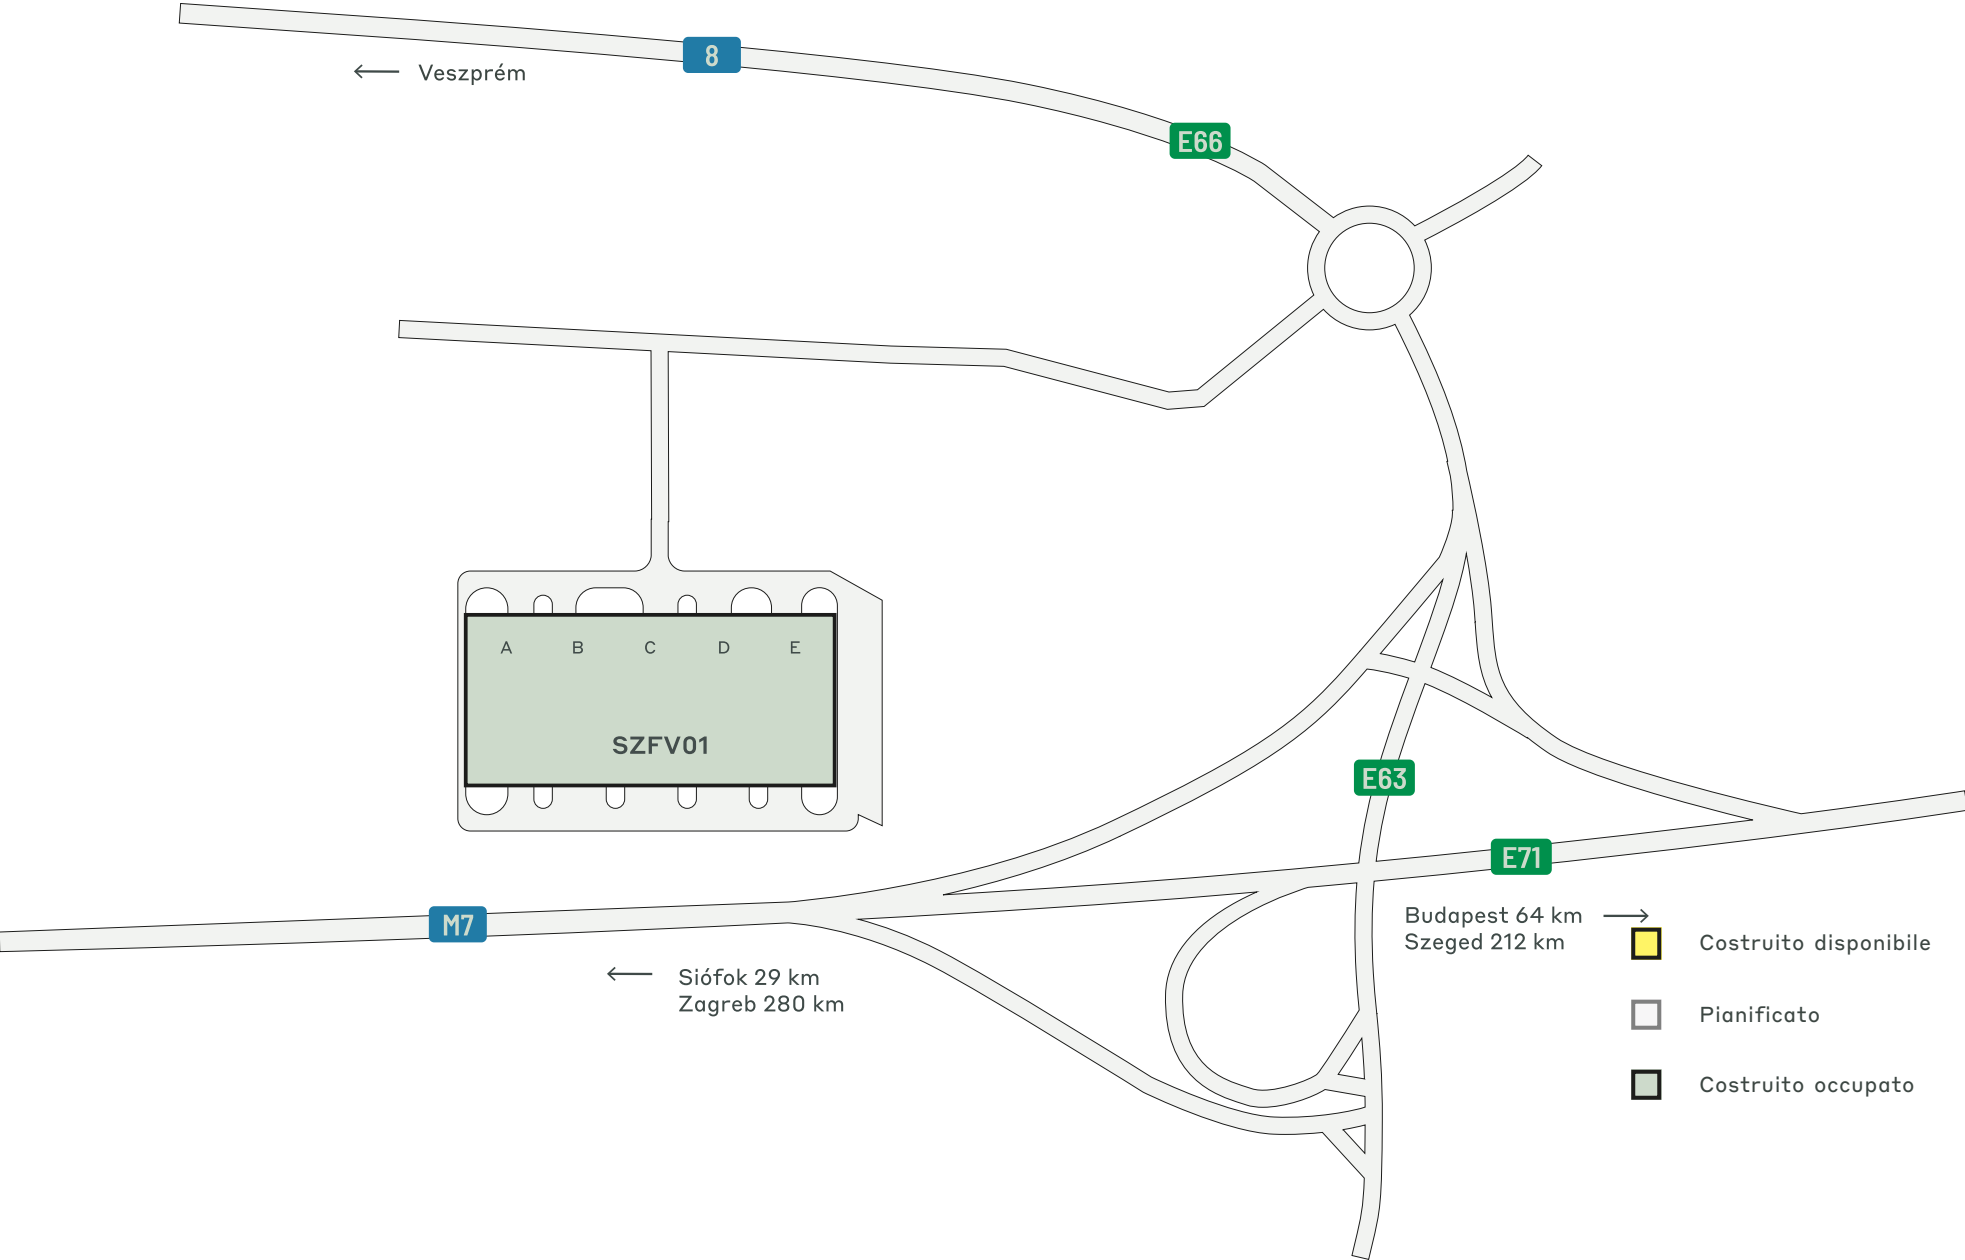 8
Veszprém
E66
A B C D E
SZFV01
E63
E71
M7
Budapest 64 km
Szeged 212 km
Siófok 29 km
Zagreb 280 km
Costruito disponibile
Pianificato
Costruito occupato